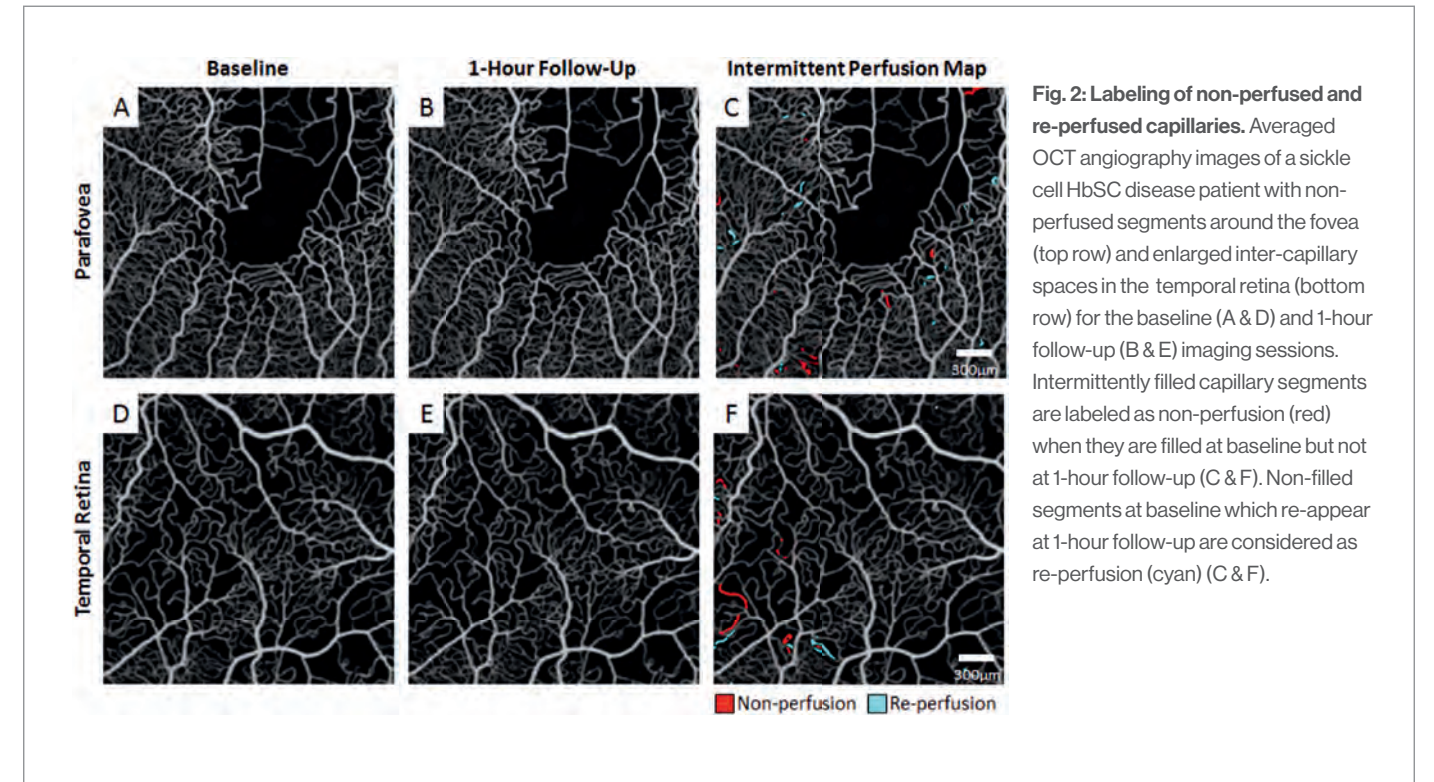 Baseline
1-Hour Follow-Up
Intermittent Perfusion Map
Parafovea
A
B
C
300µm
Temporal Retina
D
E
F
300µm
Non-perfusion
Re-perfusion
Fig. 2: Labeling of non-perfused and
re-perfused capillaries. Averaged
OCT angiography images of a sickle
cell HbSC disease patient with non-
perfused segments around the fovea
(top row) and enlarged inter-capillary
spaces in the temporal retina (bottom
row) for the baseline (A & D) and 1-hour
follow-up (B & E) imaging sessions.
Intermittently filled capillary segments
are labeled as non-perfusion (red)
when they are filled at baseline but not
at 1-hour follow-up (C & F). Non-filled
segments at baseline which re-appear
at 1-hour follow-up are considered as
re-perfusion (cyan) (C & F).